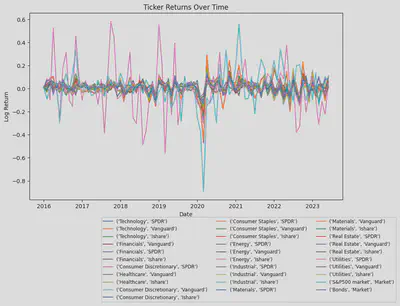 Ticker Returns Over Time
0.6
0.4
0.2
0.0
−0.2
−0.4
−0.6
−0.8
Log Return
2016
2017
2018
2019
2020
2021
2022
2023
Date
('Technology', 'SPDR')
('Technology', 'Vanguard')
('Technology', 'Ishare')
('Financials', 'Vanguard')
('Financials', 'SPDR')
('Financials', 'Ishare')
('Consumer Discretionary', 'SPDR')
('Healthcare', 'Vanguard')
('Healthcare', 'Ishare')
('Consumer Discretionary', 'Vanguard')
('Consumer Discretionary', 'Ishare')
('Consumer Staples', 'SPDR')
('Consumer Staples', 'Vanguard')
('Consumer Staples', 'Ishare')
('Energy', 'SPDR')
('Energy', 'Vanguard')
('Energy', 'Ishare')
('Industrial', 'SPDR')
('Industrial', 'Vanguard')
('Industrial', 'Ishare')
('Materials', 'SPDR')
('Materials', 'Vanguard')
('Materials', 'Ishare')
('Real Estate', 'SPDR')
('Real Estate', 'Vanguard')
('Real Estate', 'Ishare')
('Utilities', 'SPDR')
('Utilities', 'Vanguard')
('Utilities', 'Ishare')
('S&P500 market', 'Market')
('Bonds', 'Market')